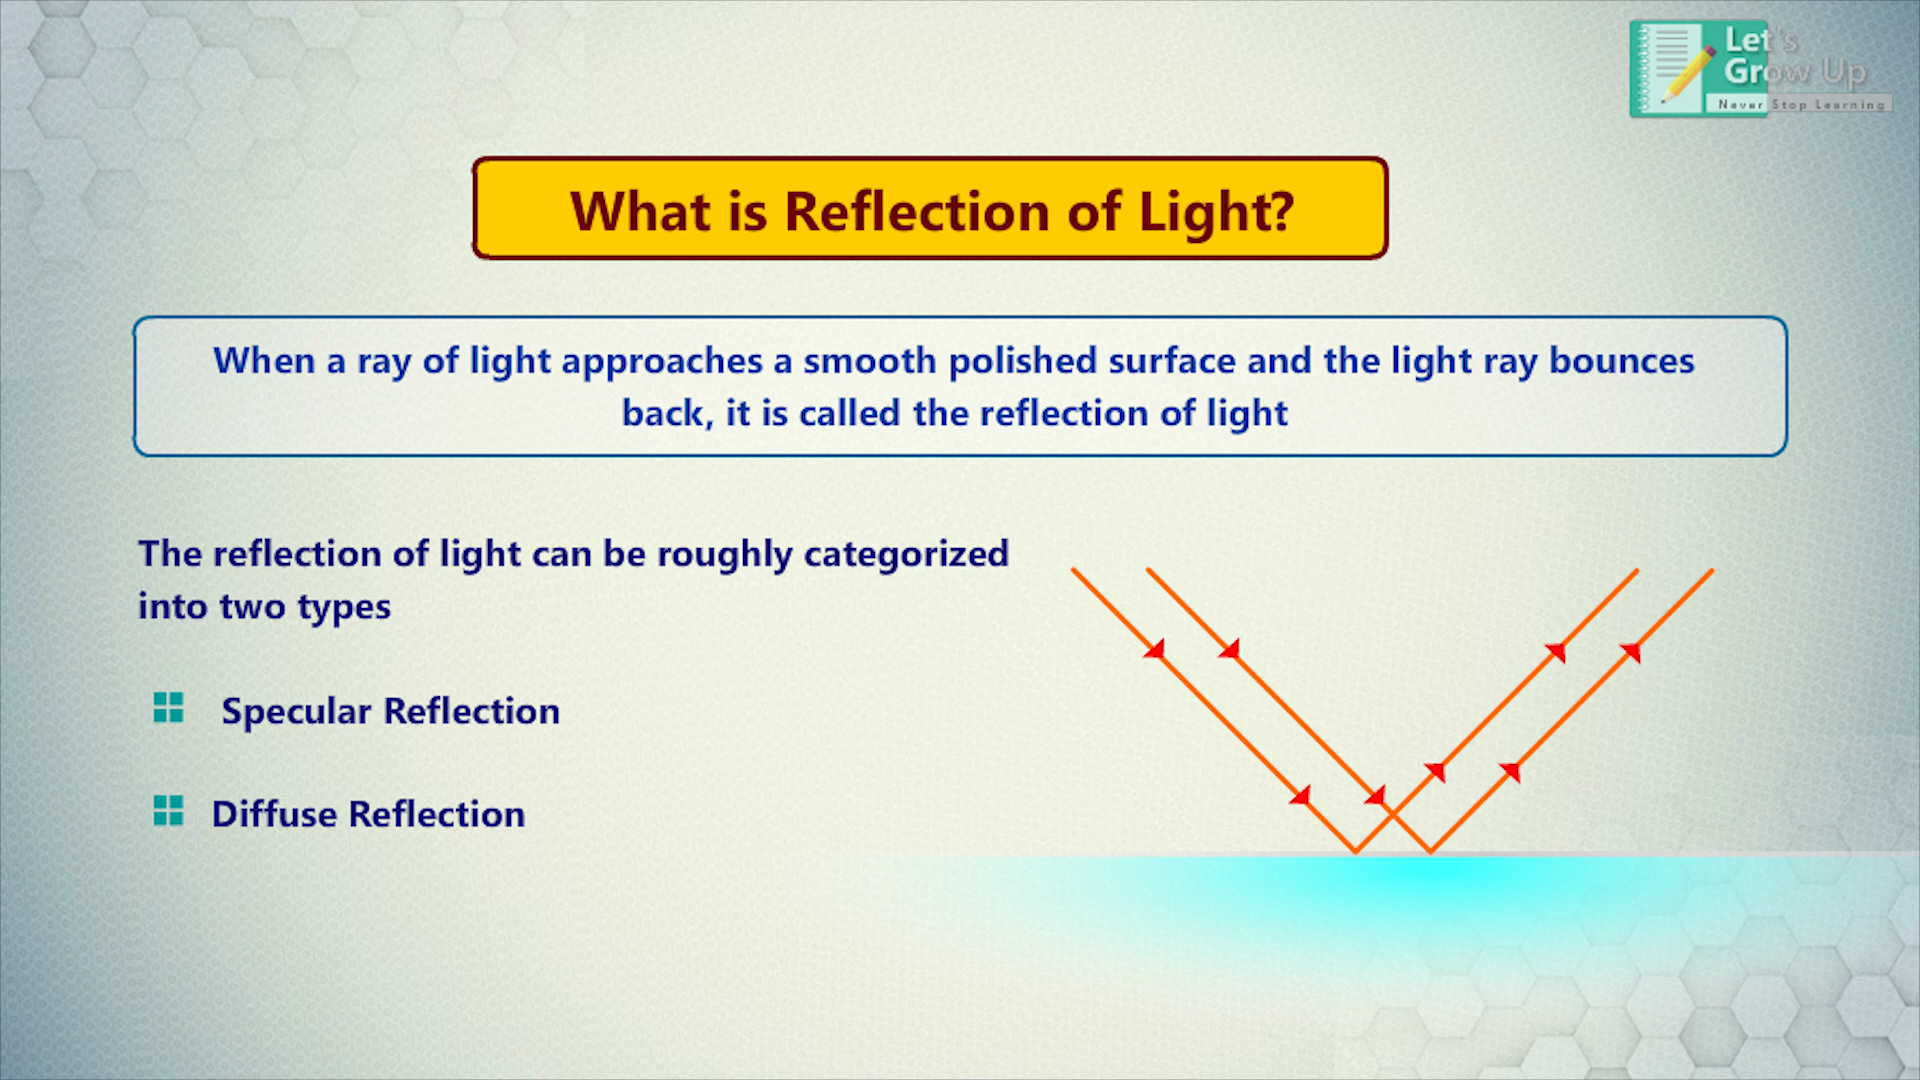 Let's
Grow Up
Never Stop Learning
What is Reflection of Light?
When a ray of light approaches a smooth polished surface and the light ray bounces
back, it is called the reflection of light
The reflection of light can be roughly categorized
into two types
Specular Reflection
Diffuse Reflection